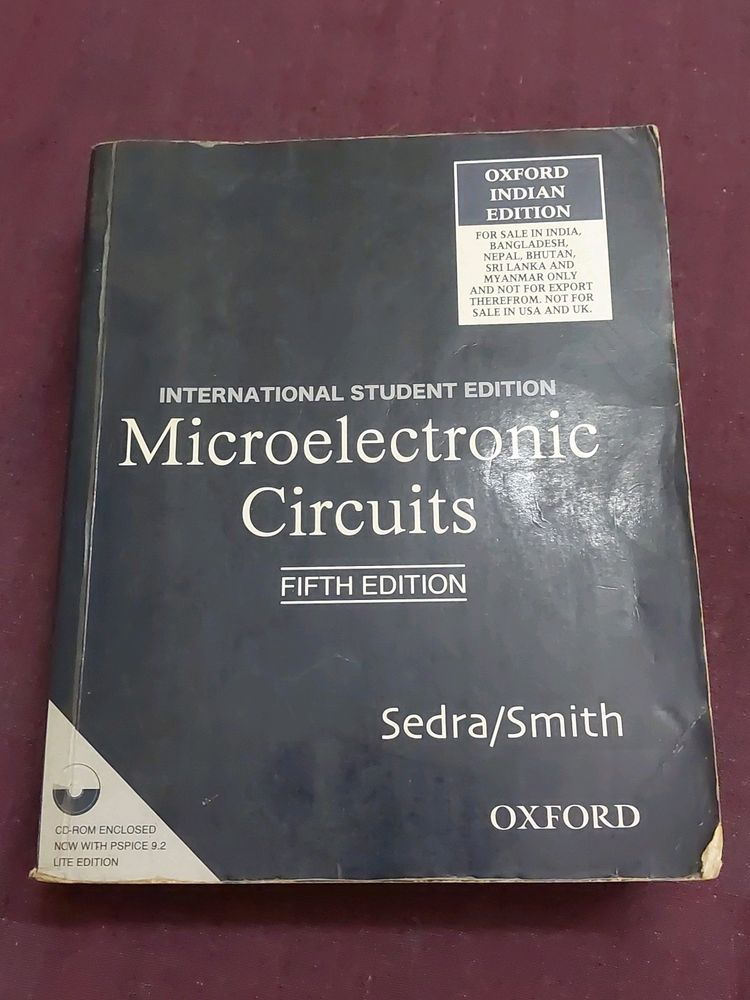 OXFORD
INDIAN
EDITION
FOR SALE IN INDIA,
BANGLADESH,
NEPAL, BHUTAN,
SRI LANKA AND
MYANMAR ONLY
AND NOT FOR EXPORT
THEREFROM. NOT FOR
SALE IN USA AND UK.
INTERNATIONAL STUDENT EDITION
Microelectronic
Circuits
FIFTH EDITION
Sedra/Smith
OXFORD
CD-ROM ENCLOSED
NOW WITH PSPICE 9.2
LITE EDITION